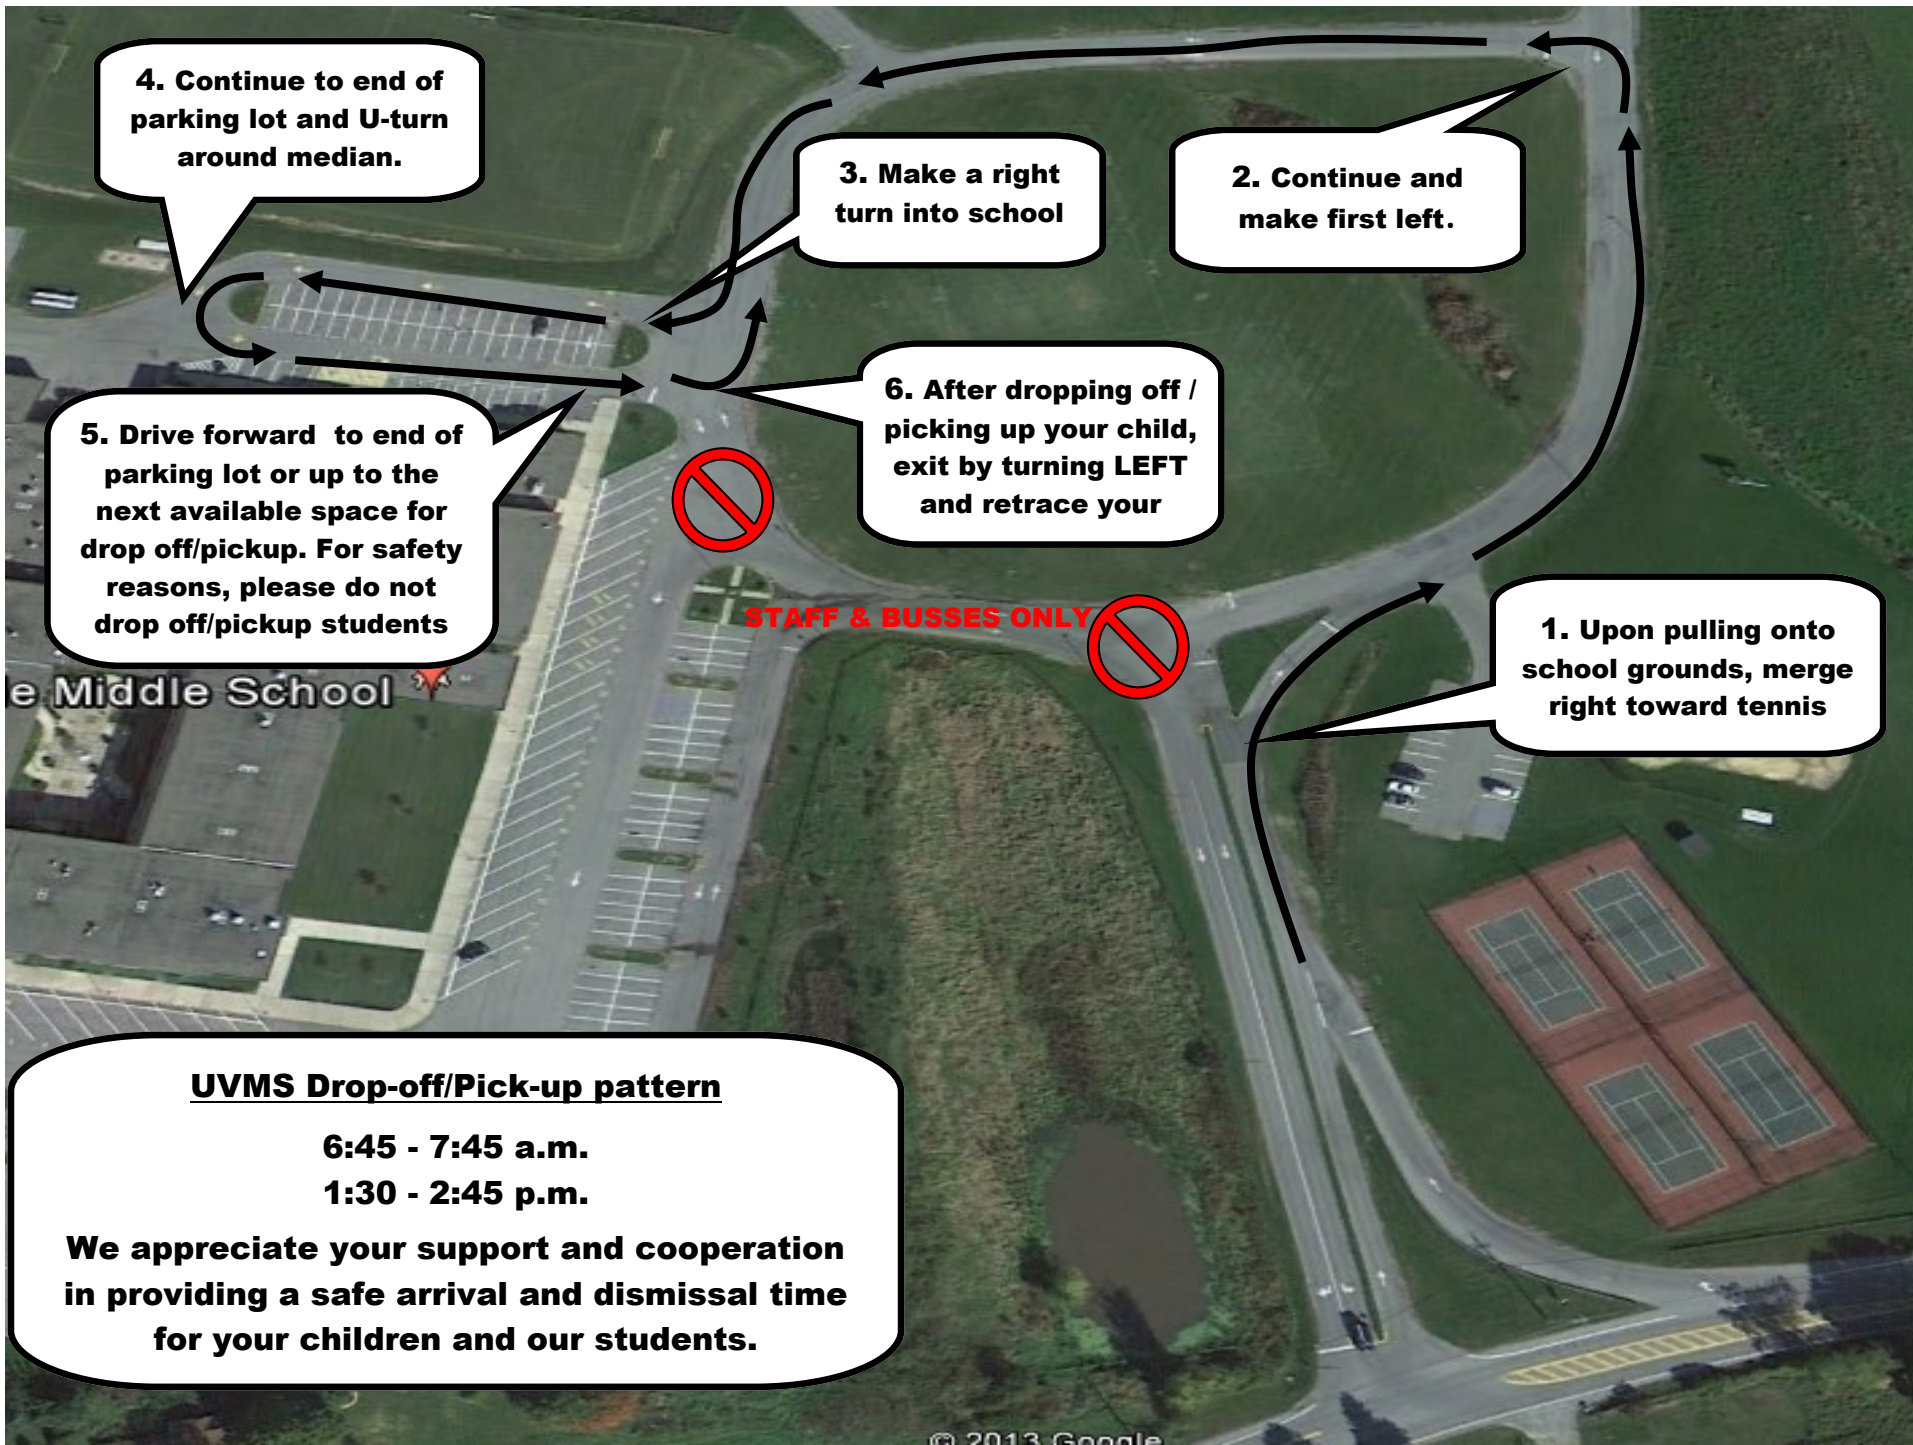 4. Continue to end of
parking lot and U-turn
around median.
3. Make a right
turn into school
2. Continue and
make first left.
6. After dropping off /
picking up your child,
exit by turning LEFT
and retrace your
5. Drive forward  to end of
parking lot or up to the
next available space for
drop off/pickup. For safety
reasons, please do not
drop off/pickup students
STAFF & BUSSES ONLY
1. Upon pulling onto
school grounds, merge
right toward tennis
e Middle School
UVMS Drop-off/Pick-up pattern
6:45 - 7:45 a.m.
1:30 - 2:45 p.m.
We appreciate your support and cooperation
in providing a safe arrival and dismissal time
for your children and our students.
© 2013 Google